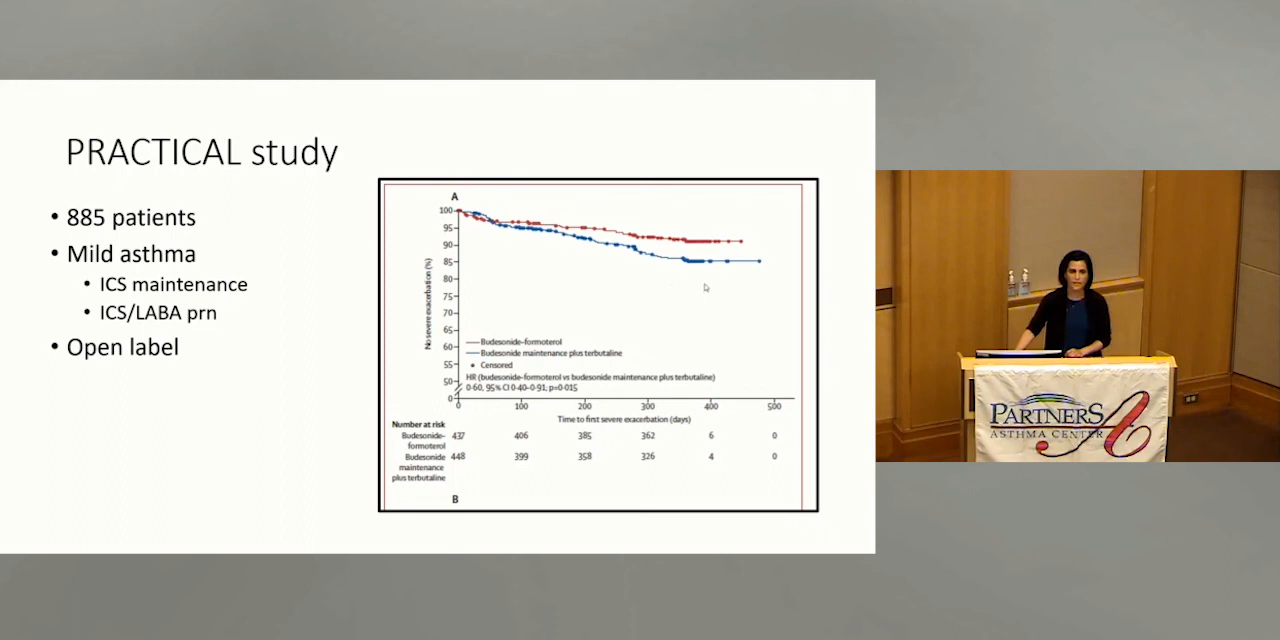 PRACTICAL study
• 885 patients
• Mild asthma
• ICS maintenance
• ICS/LABA prn
• Open label
A
100
95
90
85
80
75
70
65
60
55
50
0
No severe exacerbation (%)
Budesonide-formoterol
Budesonide maintenance plus terbutaline
Censored
HR (budesonide-formoterol vs budesonide maintenance plus terbutaline)
0·60, 95% CI 0·40–0·91; p=0·015
0 100 200 300 400 500
Time to first severe exacerbation (days)
Number at risk
Budesonide-
formoterol
437 406 385 362 6 0
Budesonide
maintenance
plus terbutaline
448 399 358 326 4 0
B
PARTNERS
ASTHMA CENTER